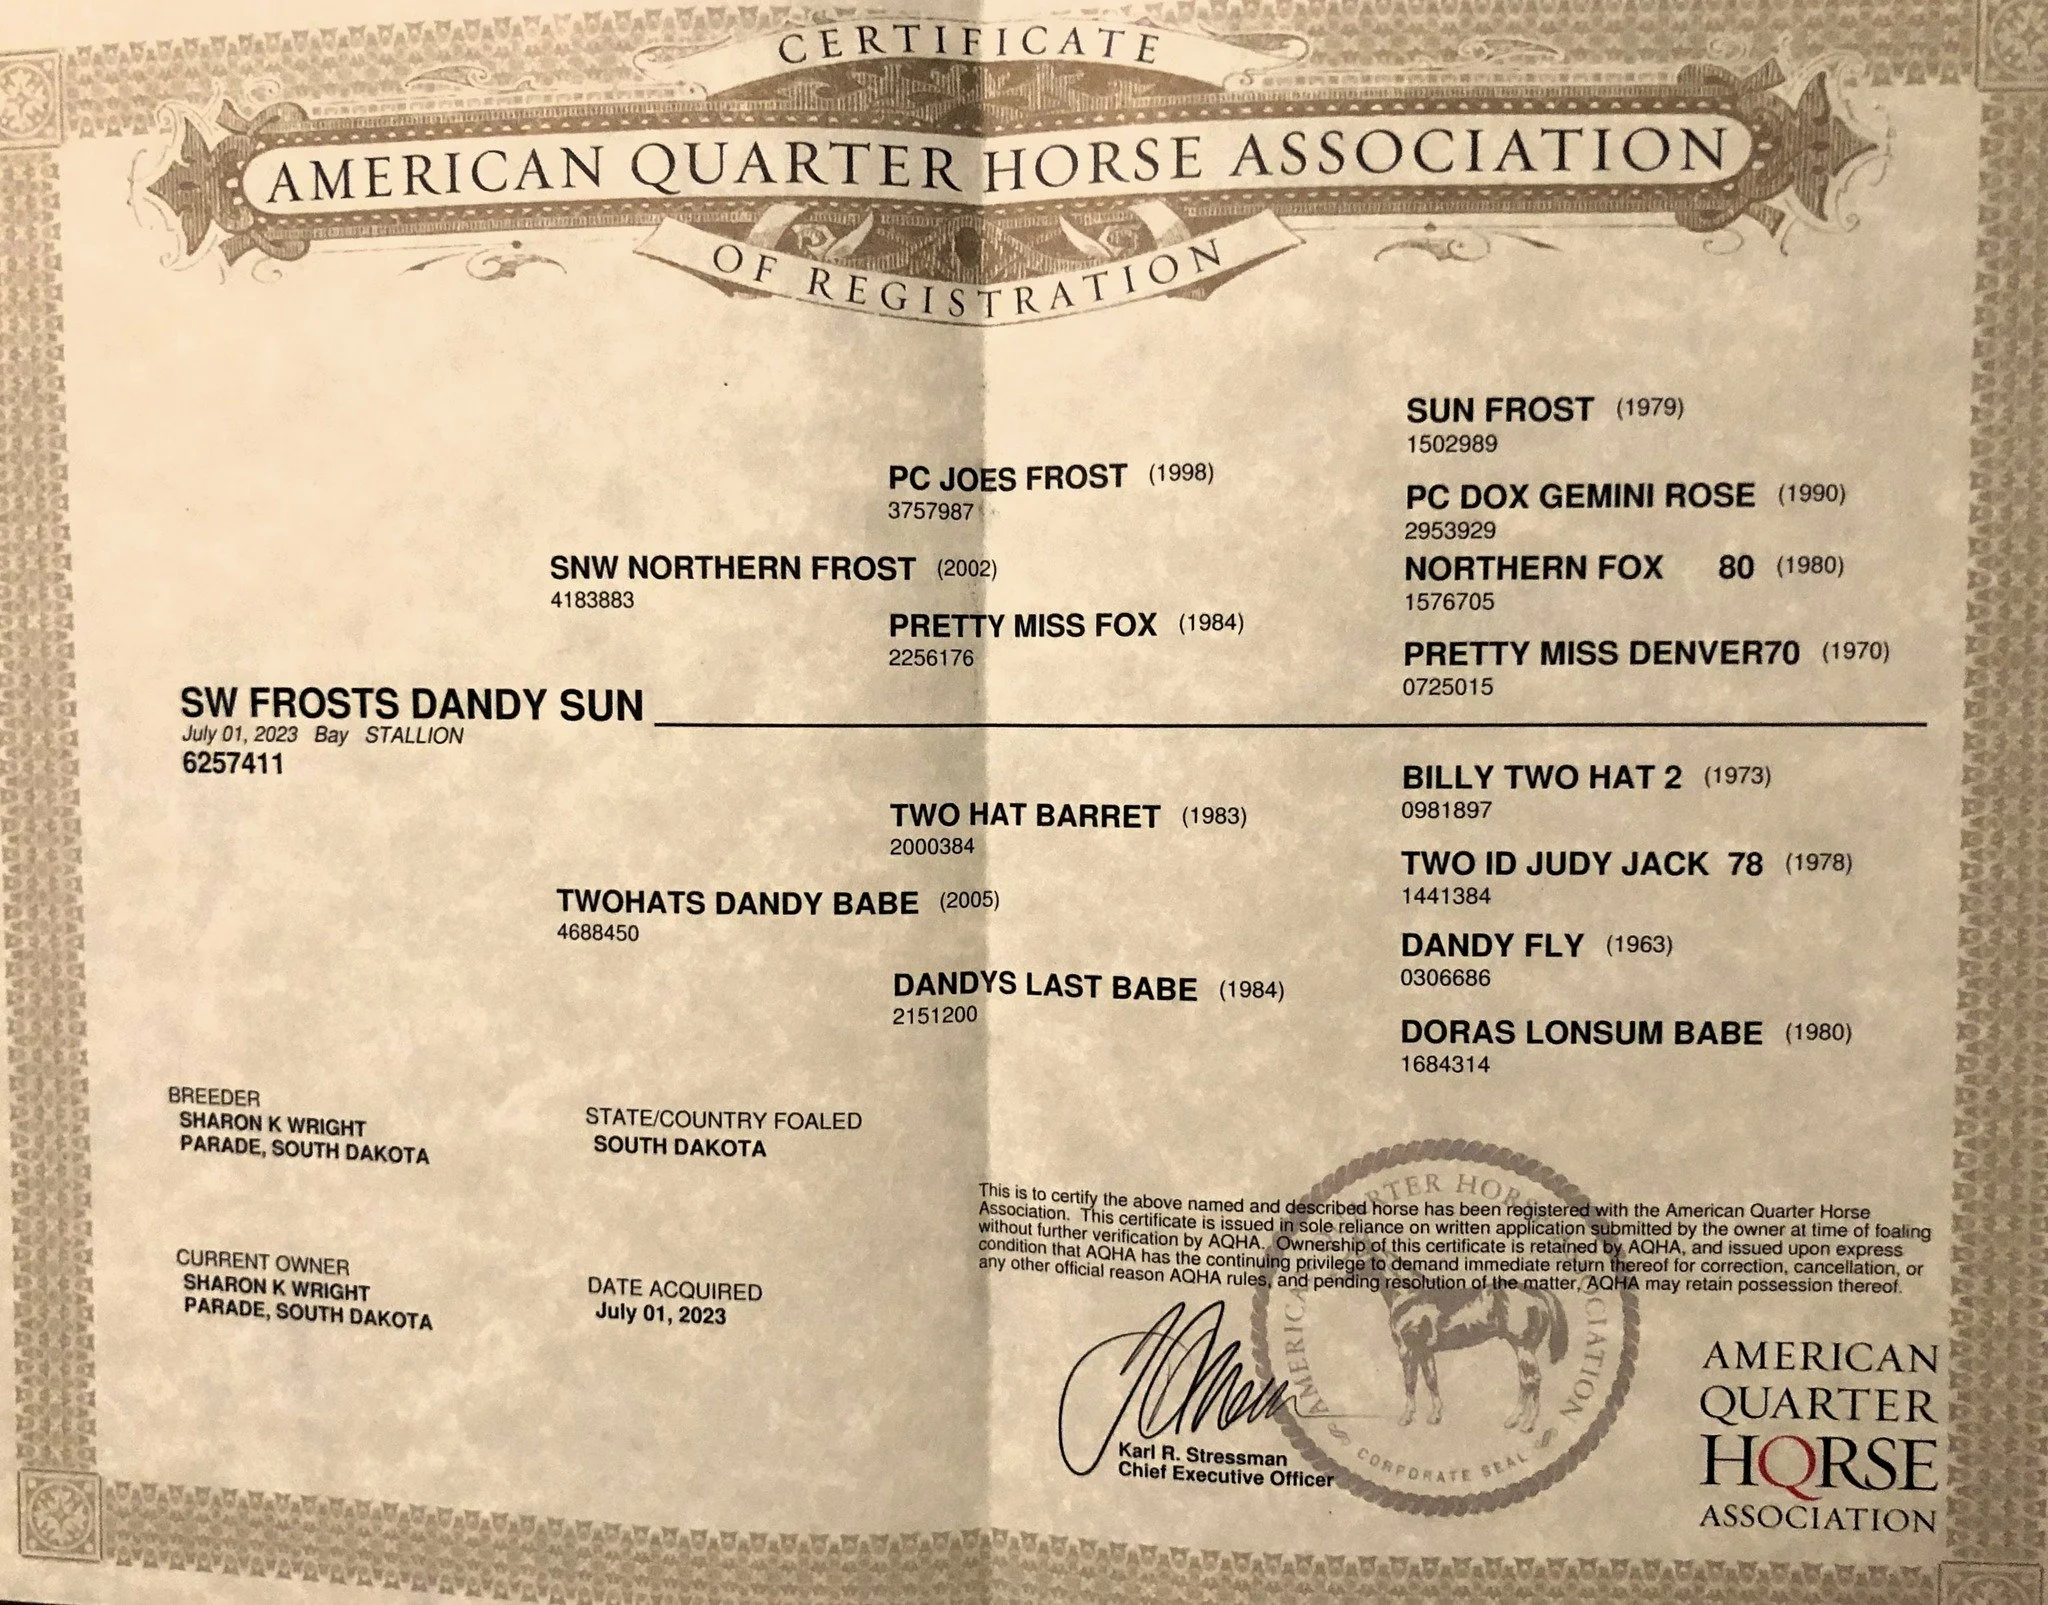 CERTIFICATE
AMERICAN QUARTER HORSE ASSOCIATION
OF REGISTRATION
SUN FROST (1979)
1502989
PC JOES FROST (1998)
3757987
PC DOX GEMINI ROSE (1990)
2953929
SNW NORTHERN FROST (2002)
4183883
NORTHERN FOX 80 (1980)
1576705
PRETTY MISS FOX (1984)
2256176
PRETTY MISS DENVER70 (1970)
0725015
SW FROSTS DANDY SUN
July 01, 2023 Bay STALLION
6257411
BILLY TWO HAT 2 (1973)
0981897
TWO HAT BARRET (1983)
2000384
TWO ID JUDY JACK 78 (1978)
1441384
TWOHATS DANDY BABE (2005)
4688450
DANDY FLY (1963)
0306686
DANDYS LAST BABE (1984)
2151200
DORAS LONSUM BABE (1980)
1684314
BREEDER
SHARON K WRIGHT
PARADE, SOUTH DAKOTA
STATE/COUNTRY FOALED
SOUTH DAKOTA
CURRENT OWNER
SHARON K WRIGHT
PARADE, SOUTH DAKOTA
DATE ACQUIRED
July 01, 2023
This is to certify the above named and described horse has been registered with the American Quarter Horse
Association. This certificate is issued in sole reliance on written application submitted by the owner at time of foaling
without further verification by AQHA. Ownership of this certificate is retained by AQHA, and issued upon express
condition that AQHA has the continuing privilege to demand immediate return thereof for correction, cancellation, or
any other official reason AQHA rules, and pending resolution of the matter, AQHA may retain possession thereof.
Karl R. Stressman
Chief Executive Officer
AMERICAN QUARTER HORSE ASSOCIATION
CORPORATE SEAL
AMERICAN
QUARTER
HORSE
ASSOCIATION